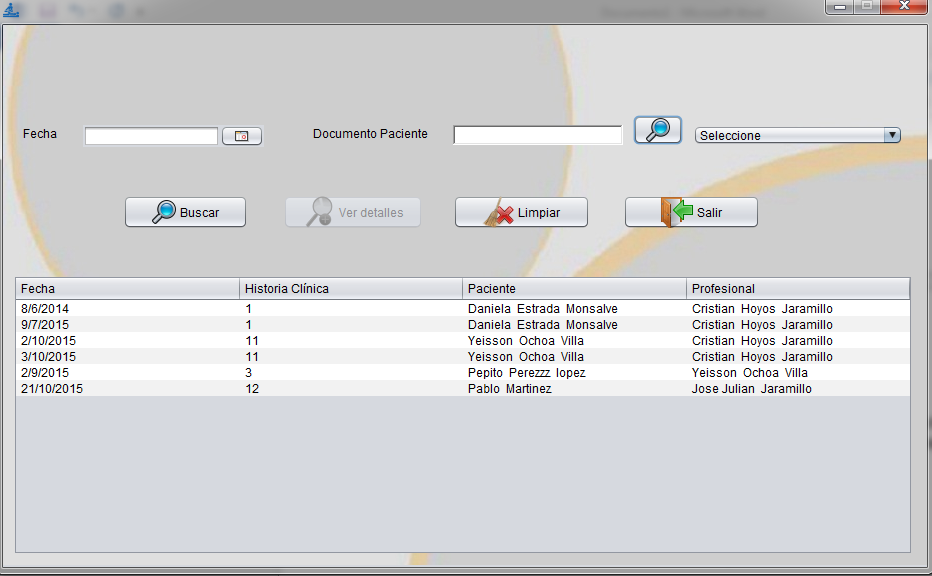 Fecha Documento Paciente Seleccione
Buscar Ver detalles Limpiar Salir
Fecha Historia Clínica Paciente Profesional
8/6/2014 1 Daniela Estrada Monsalve Cristian Hoyos Jaramillo
9/7/2015 1 Daniela Estrada Monsalve Cristian Hoyos Jaramillo
2/10/2015 11 Yeisson Ochoa Villa Cristian Hoyos Jaramillo
3/10/2015 11 Yeisson Ochoa Villa Cristian Hoyos Jaramillo
2/9/2015 3 Pepito Perezzz lopez Yeisson Ochoa Villa
21/10/2015 12 Pablo Martinez Jose Julian Jaramillo